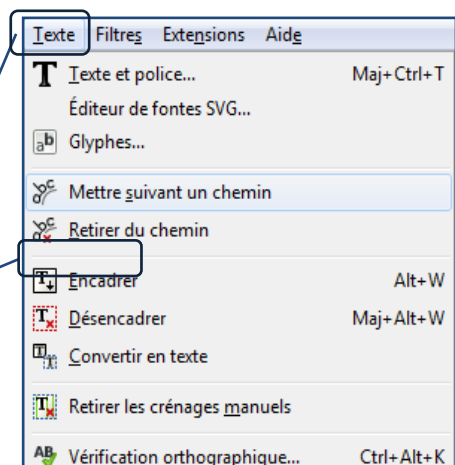 Texte Filtres Extensions Aide
Texte et police... Maj+Ctrl+T
Éditeur de fontes SVG...
Glyphes...
Mettre suivant un chemin
Retirer du chemin
Encadrer Alt+W
Désencadrer Maj+Alt+W
Convertir en texte
Retirer les crénages manuels
Vérification orthographique... Ctrl+Alt+K